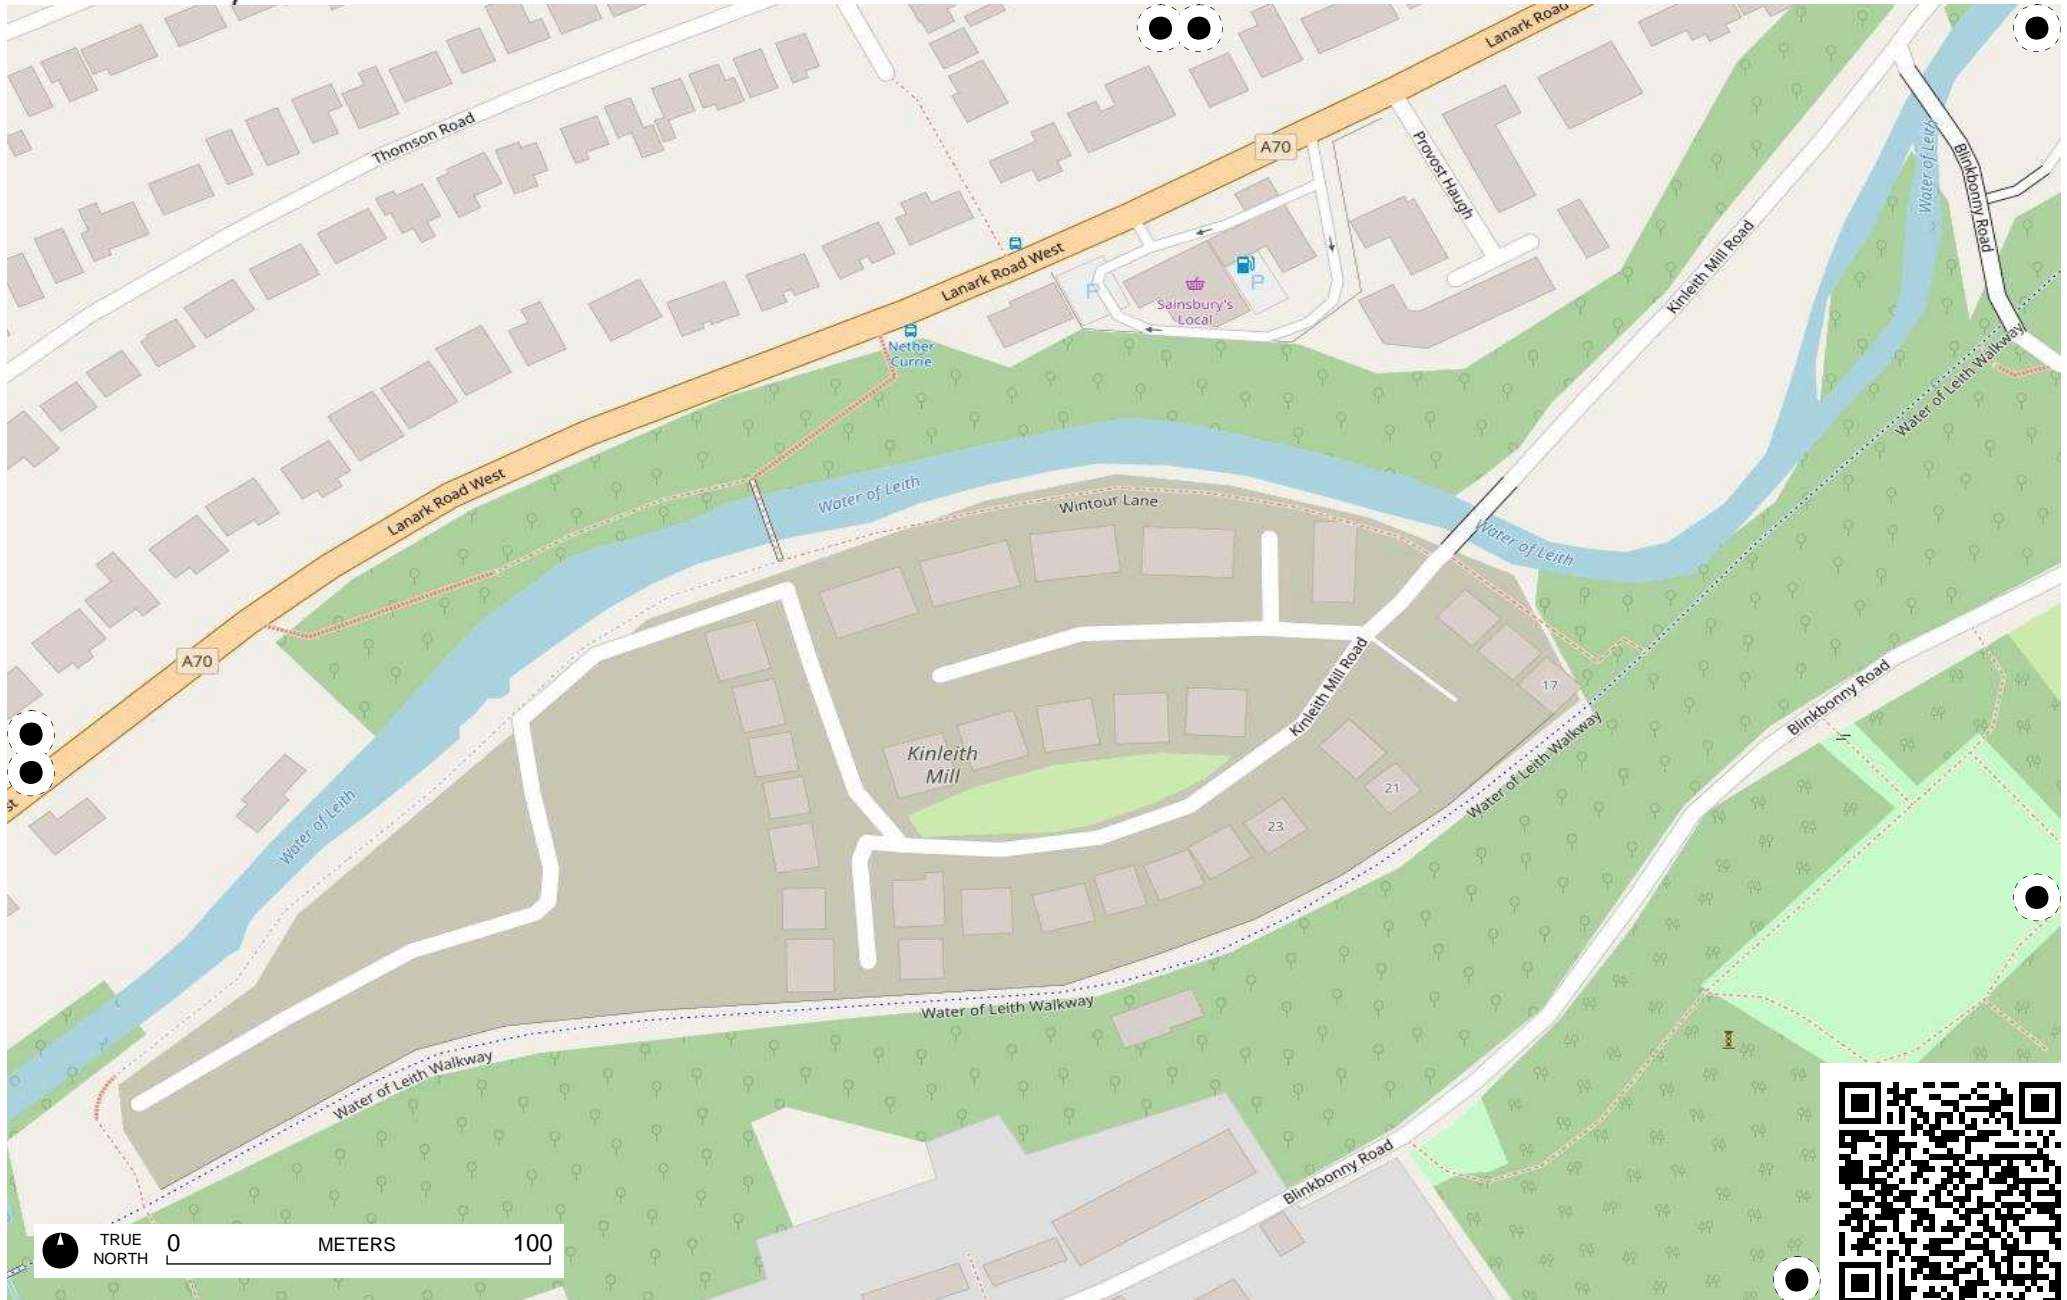 Lanark Road
Thomson Road
A70
Provost Haugh
Water of Leith
Blinkbonny Road
Blinkbonny Road
Kinleith Mill Road
Lanark Road West
P
P
Sainsbury's
Local
Nether
Currie
Water of Leith Walkway
Lanark Road West
Water of Leith
Wintour Lane
Water of Leith
A70
Kinleith Mill Road
17
Blinkbonny Road
Kinleith
Mill
21
23
Water of Leith Walkway
Water of Leith
st
Water of Leith Walkway
Water of Leith Walkway
Blinkbonny Road
TRUE
NORTH
0 METERS 100